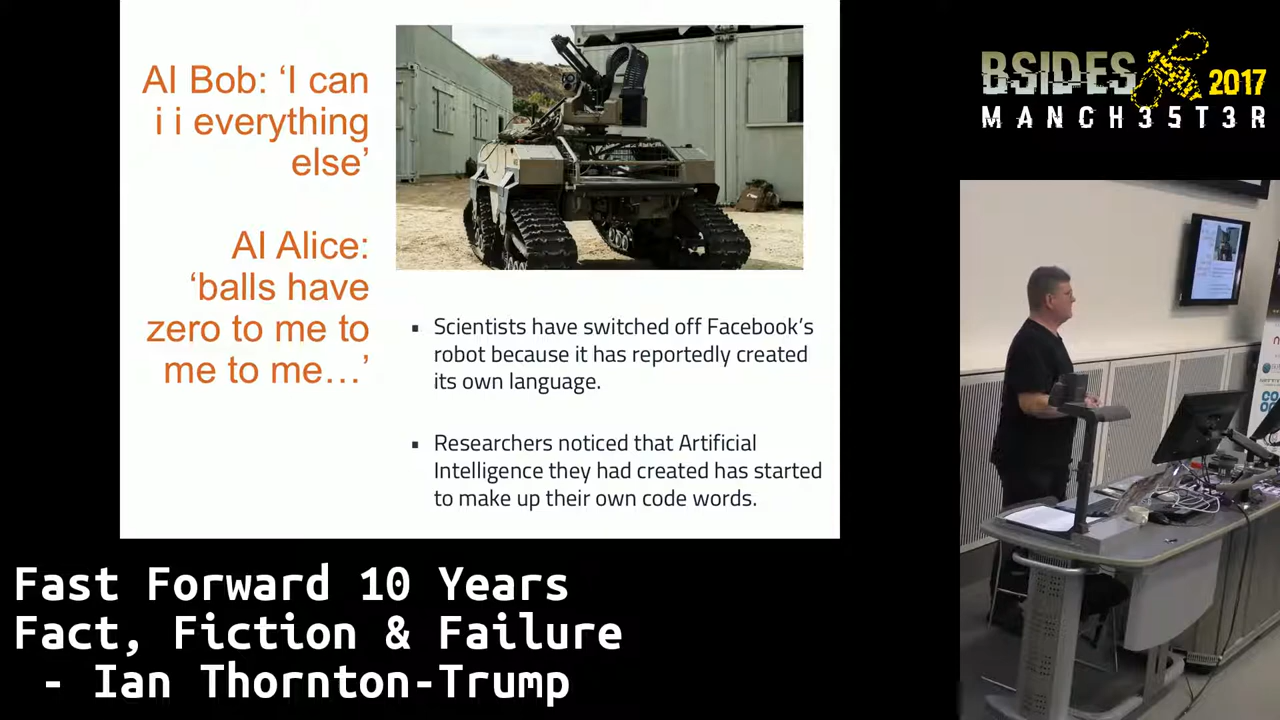 AI Bob: ‘I can
i i everything
else’
AI Alice:
‘balls have
zero to me to
me to me…’
▪ Scientists have switched off Facebook’s
robot because it has reportedly created
its own language.
▪ Researchers noticed that Artificial
Intelligence they had created has started
to make up their own code words.
BSIDES 2017
MANCH35T3R
Fast Forward 10 Years
Fact, Fiction & Failure
- Ian Thornton-Trump